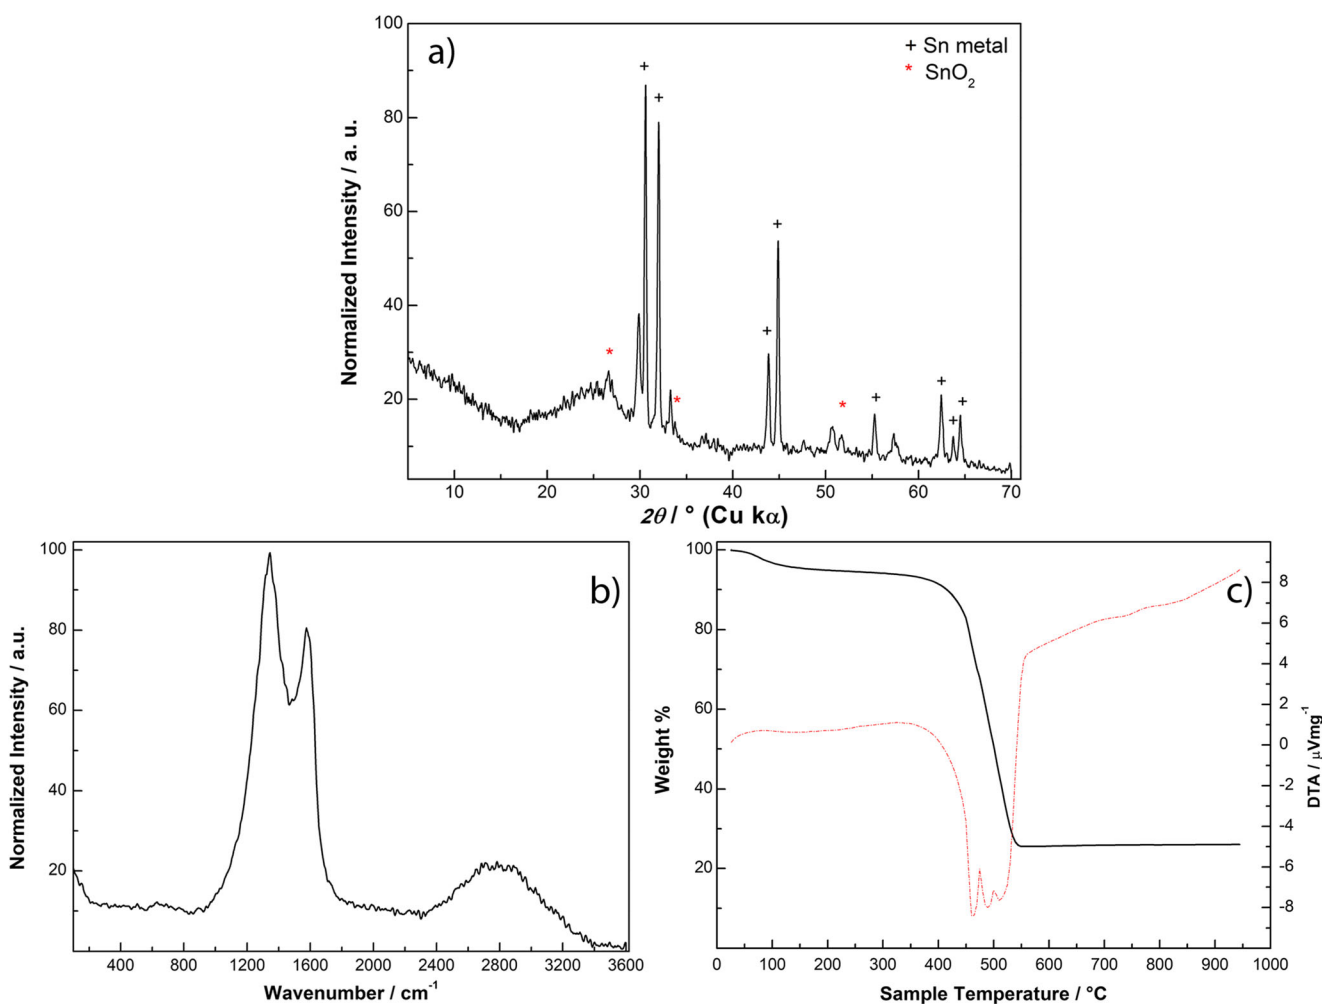 a)
+ Sn metal
* SnO2
100
80
60
40
20
Normalized Intensity / a. u.
10 20 30 40 50 60 70
2θ / ° (Cu kα)
b)
100
80
60
40
20
Normalized Intensity / a.u.
400 800 1200 1600 2000 2400 2800 3200 3600
Wavenumber / cm-1
c)
100
80
60
40
20
Weight %
8
6
4
2
0
-2
-4
-6
-8
DTA / μVmg-1
0 100 200 300 400 500 600 700 800 900 1000
Sample Temperature / °C